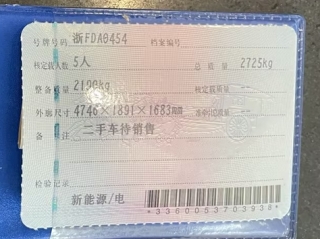 号牌号码 浙FDA0454 档案编号
核定载人数 5人 总质量 2725kg
整备质量 2190kg 核定载质量
外廓尺寸 4746×1891×1683mm 准牵引总质量
备注 二手车待销售
检验记录
新能源/电
*3360053703938*